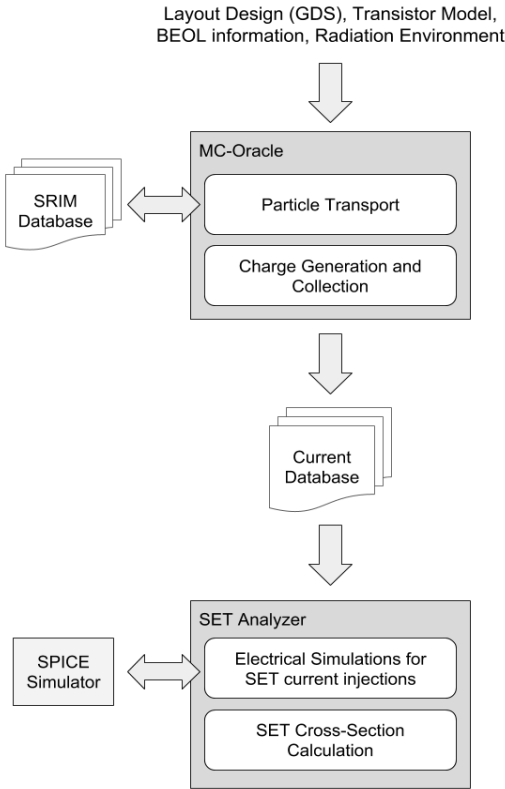 Layout Design (GDS), Transistor Model,
BEOL information, Radiation Environment
MC-Oracle
SRIM
Database
Particle Transport
Charge Generation and
Collection
Current
Database
SET Analyzer
SPICE
Simulator
Electrical Simulations for
SET current injections
SET Cross-Section
Calculation